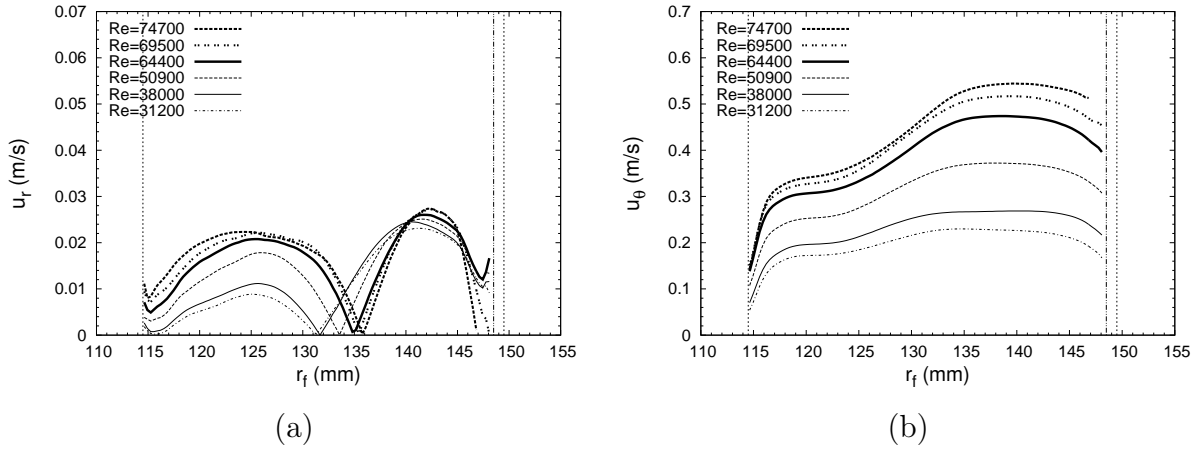 0.07
0.06
0.05
0.04
0.03
0.02
0.01
0
u_r (m/s)
Re=74700
Re=69500
Re=64400
Re=50900
Re=38000
Re=31200
110 115 120 125 130 135 140 145 150 155
r_f (mm)
(a)
0.7
0.6
0.5
0.4
0.3
0.2
0.1
0
u_θ (m/s)
Re=74700
Re=69500
Re=64400
Re=50900
Re=38000
Re=31200
110 115 120 125 130 135 140 145 150 155
r_f (mm)
(b)